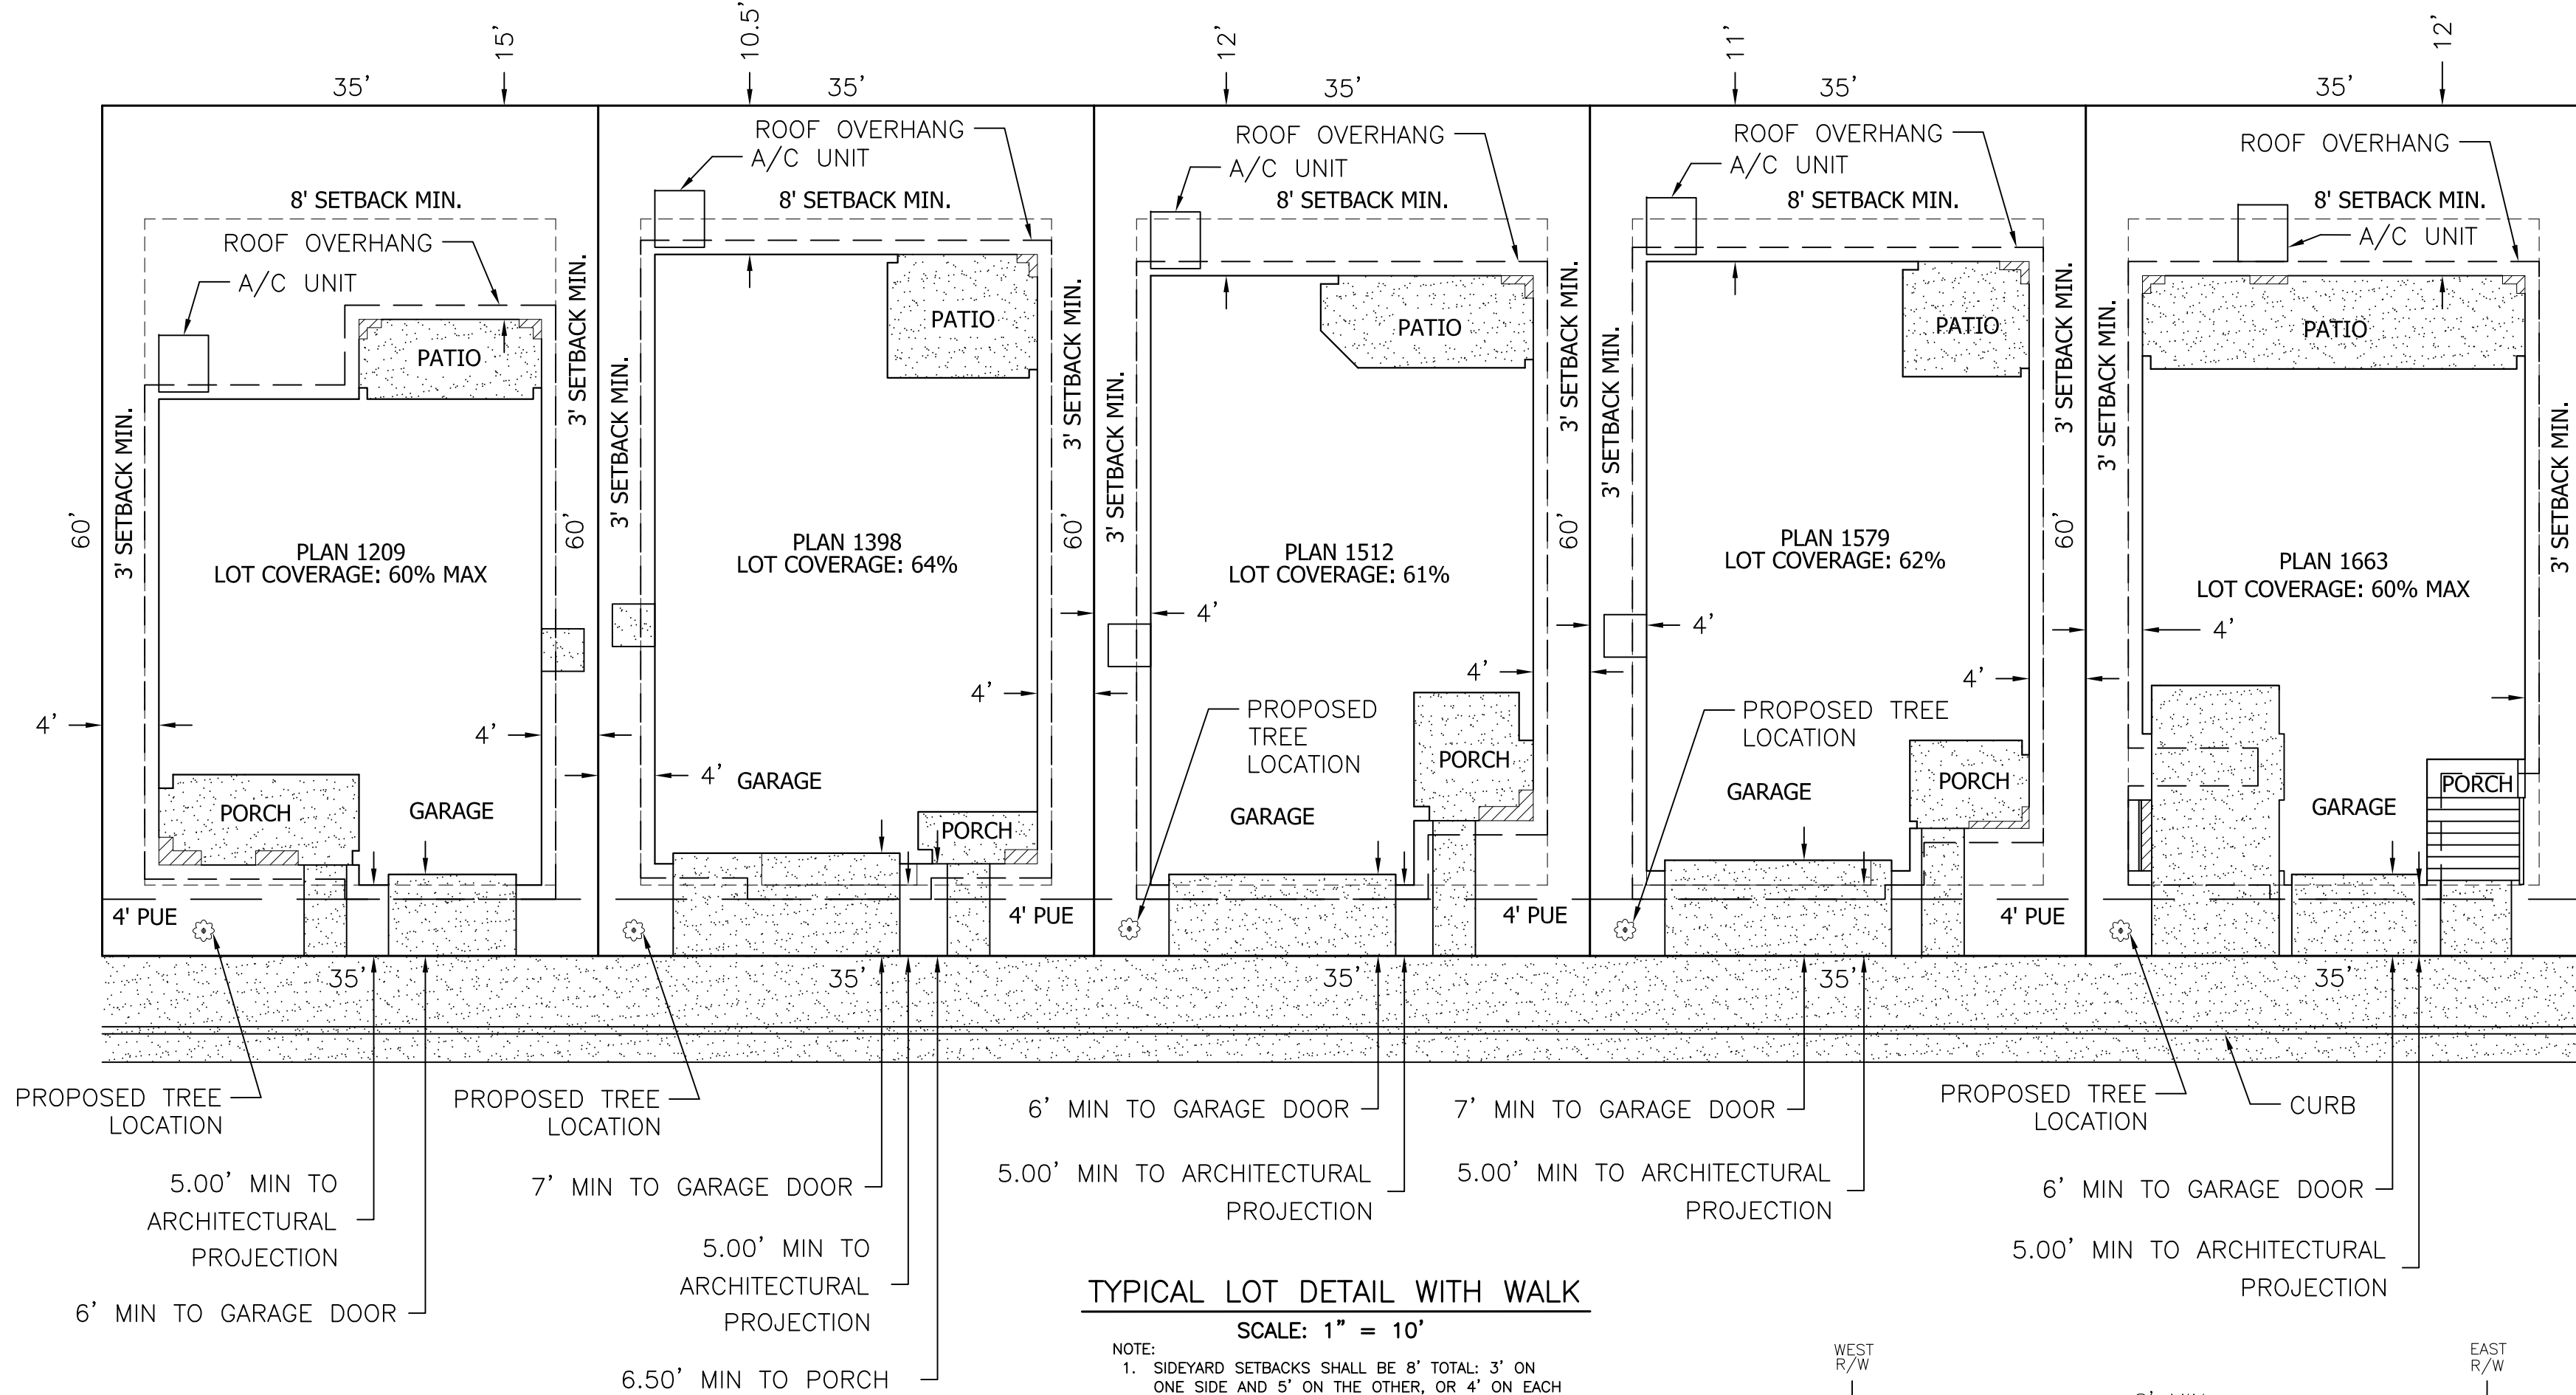 15'
10.5'
12'
11'
12'
35'
35'
35'
35'
35'
ROOF OVERHANG
A/C UNIT
8' SETBACK MIN.
ROOF OVERHANG
A/C UNIT
8' SETBACK MIN.
ROOF OVERHANG
A/C UNIT
8' SETBACK MIN.
ROOF OVERHANG
A/C UNIT
8' SETBACK MIN.
8' SETBACK MIN.
ROOF OVERHANG
A/C UNIT
PATIO
PATIO
PATIO
PATIO
PATIO
3' SETBACK MIN.
3' SETBACK MIN.
3' SETBACK MIN.
3' SETBACK MIN.
3' SETBACK MIN.
3' SETBACK MIN.
3' SETBACK MIN.
3' SETBACK MIN.
3' SETBACK MIN.
3' SETBACK MIN.
60'
60'
60'
60'
60'
PLAN 1209
LOT COVERAGE: 60% MAX
PLAN 1398
LOT COVERAGE: 64%
PLAN 1512
LOT COVERAGE: 61%
PLAN 1579
LOT COVERAGE: 62%
PLAN 1663
LOT COVERAGE: 60% MAX
4'
4'
4'
4'
4'
4'
4'
4'
4'
PROPOSED
TREE
LOCATION
PROPOSED TREE
LOCATION
PORCH
GARAGE
GARAGE
PORCH
GARAGE
PORCH
GARAGE
PORCH
GARAGE
PORCH
4' PUE
4' PUE
4' PUE
4' PUE
35'
35'
35'
35'
35'
PROPOSED TREE
LOCATION
5.00' MIN TO
ARCHITECTURAL
PROJECTION
6' MIN TO GARAGE DOOR
PROPOSED TREE
LOCATION
7' MIN TO GARAGE DOOR
5.00' MIN TO
ARCHITECTURAL
PROJECTION
6.50' MIN TO PORCH
6' MIN TO GARAGE DOOR
5.00' MIN TO ARCHITECTURAL
PROJECTION
7' MIN TO GARAGE DOOR
5.00' MIN TO ARCHITECTURAL
PROJECTION
PROPOSED TREE
LOCATION
CURB
6' MIN TO GARAGE DOOR
5.00' MIN TO ARCHITECTURAL
PROJECTION
TYPICAL LOT DETAIL WITH WALK
SCALE: 1" = 10'
NOTE:
1. SIDEYARD SETBACKS SHALL BE 8' TOTAL: 3' ON
ONE SIDE AND 5' ON THE OTHER, OR 4' ON EACH
WEST
R/W
EAST
R/W